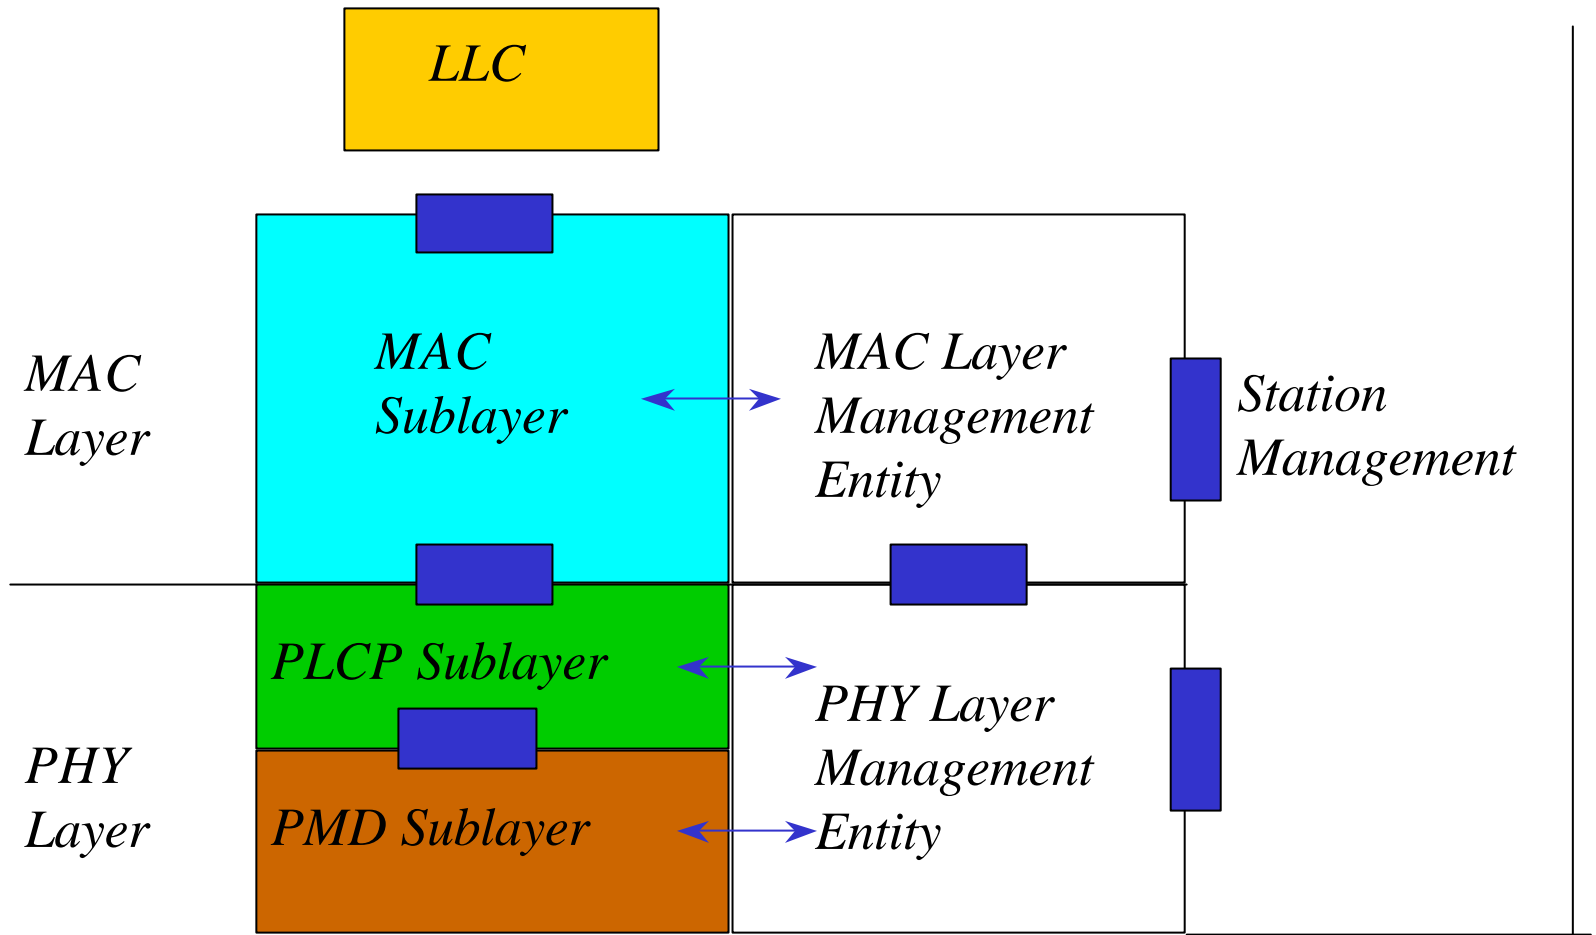 LLC
MAC
Layer
MAC
Sublayer
MAC Layer
Management
Entity
Station
Management
PHY
Layer
PLCP Sublayer
PMD Sublayer
PHY Layer
Management
Entity